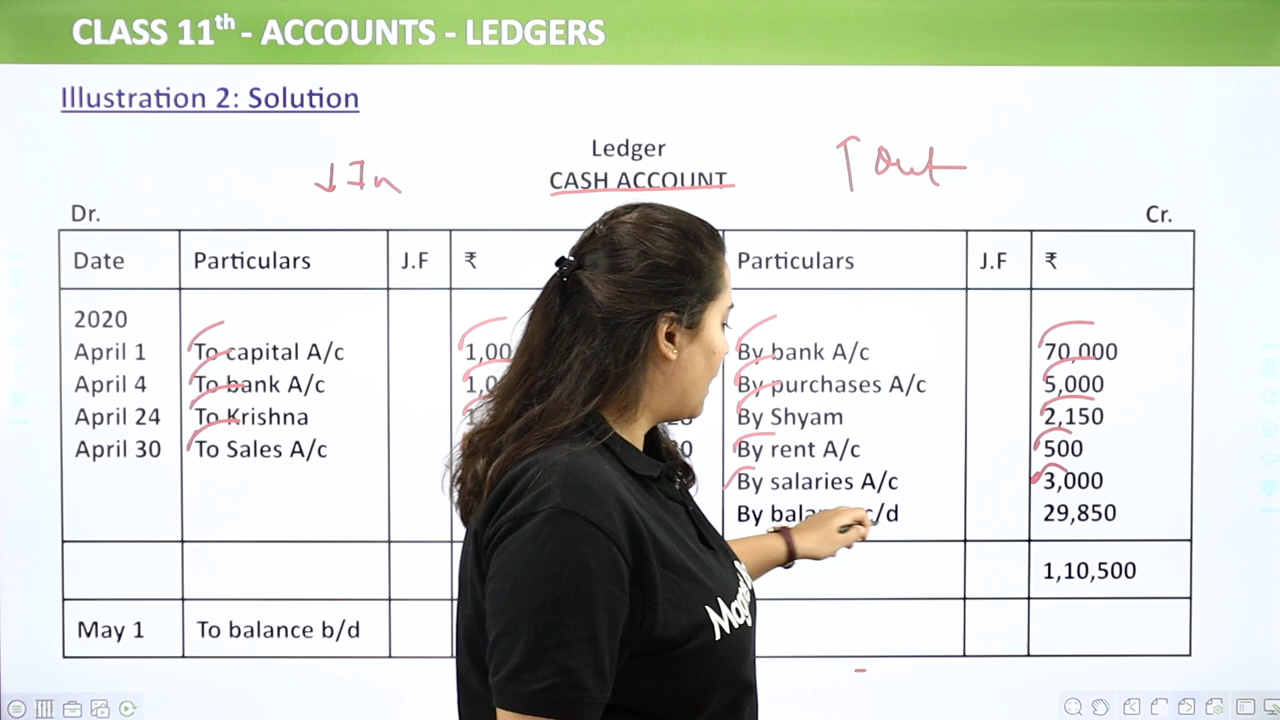 CLASS 11th - ACCOUNTS - LEDGERS
Illustration 2: Solution
Ledger
↓ In
CASH ACCOUNT
↑ Out
Dr.
Cr.
Date Particulars J.F ₹ Particulars J.F ₹
2020
April 1 To capital A/c By bank A/c 70,000
April 4 To bank A/c By purchases A/c 5,000
April 24 To Krishna By Shyam 2,150
April 30 To Sales A/c By rent A/c 500
By salaries A/c 3,000
By c/d 29,850
1,10,500
May 1 To balance b/d